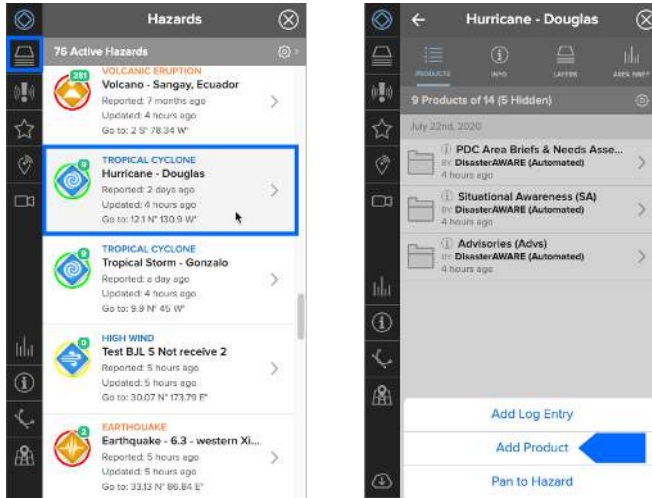 Hazards
76 Active Hazards
281
VOLCANIC ERUPTION
Volcano - Sangay, Ecuador
Reported: 7 months ago
Updated: 4 hours ago
Go to: 2 S° 78.34 W°
9
TROPICAL CYCLONE
Hurricane - Douglas
Reported: 2 days ago
Updated: 4 hours ago
Go to: 12.1 N° 130.9 W°
9
TROPICAL CYCLONE
Tropical Storm - Gonzalo
Reported: a day ago
Updated: 4 hours ago
Go to: 9.9 N° 45 W°
0
HIGH WIND
Test BJL S Not receive 2
Reported: 5 hours ago
Updated: 5 hours ago
Go to: 30.07 N° 173.79 E°
2
EARTHQUAKE
Earthquake - 6.3 - western Xi...
Reported: 5 hours ago
Updated: 5 hours ago
Go to: 33.13 N° 86.84 E°
Hurricane - Douglas
PRODUCTS INFO LAYERS AREA BRIEF
9 Products of 14 (5 Hidden)
July 22nd, 2020
PDC Area Briefs & Needs Asse...
BY: DisasterAWARE (Automated)
4 hours ago
Situational Awareness (SA)
BY: DisasterAWARE (Automated)
4 hours ago
Advisories (Advs)
BY: DisasterAWARE (Automated)
4 hours ago
Add Log Entry
Add Product
Pan to Hazard